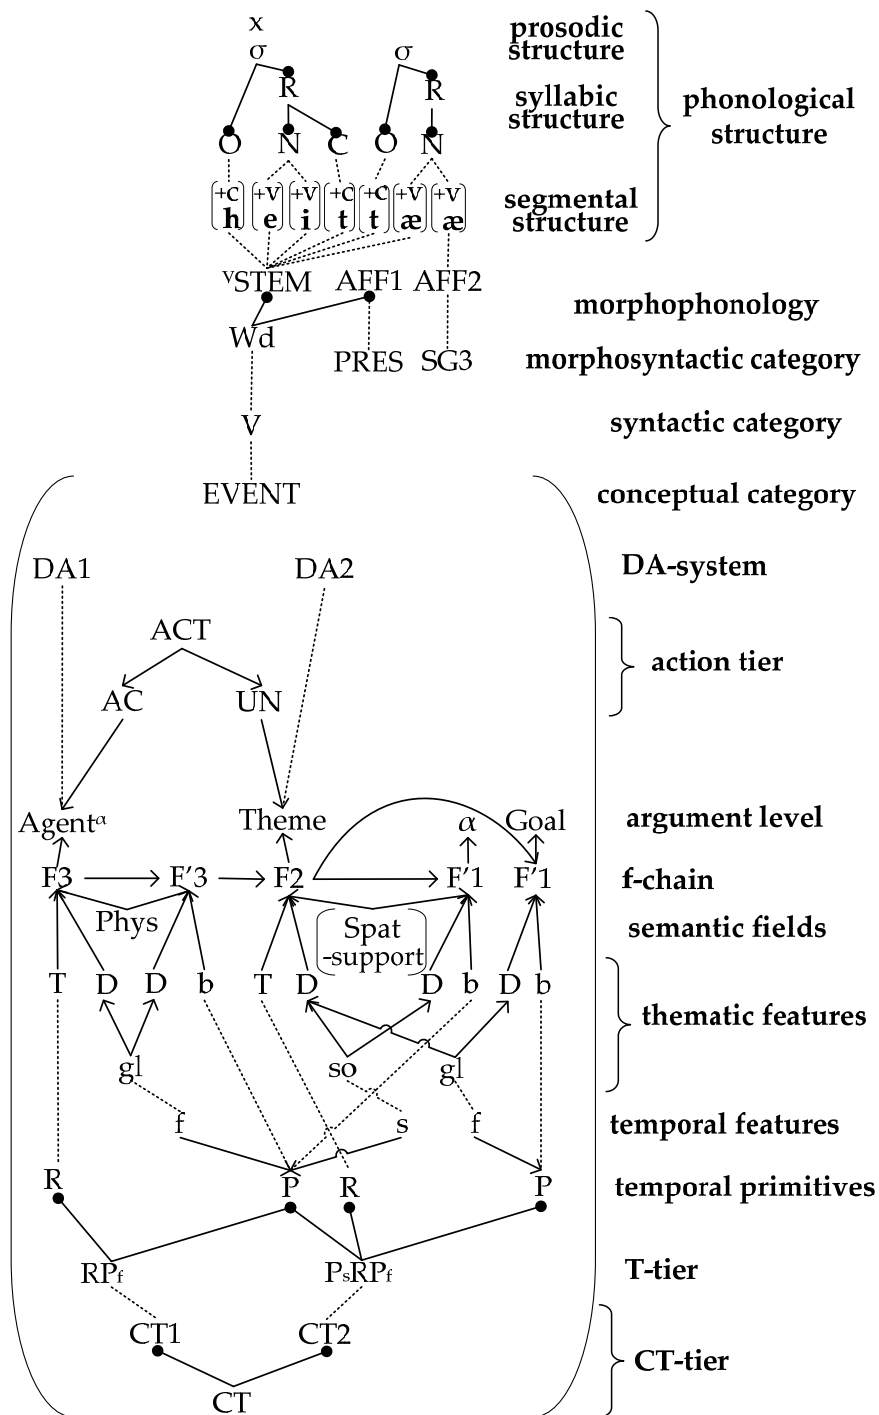 x prosodic
σ σ structure
R R syllabic phonological
O N C O N structure structure
+c +v +v +c +c +v +v segmental
h e i t t æ æ structure
VSTEM AFF1 AFF2 morphophonology
Wd PRES SG3 morphosyntactic category
V syntactic category
EVENT conceptual category
DA1 DA2 DA-system
ACT action tier
AC UN
Agentα Theme α Goal argument level
F3 F'3 F2 F'1 F'1 f-chain
Phys Spat semantic fields
-support
T D D b T D D b D b thematic features
gl so gl
f s f temporal features
R P R P temporal primitives
RPf PsRPf T-tier
CT1 CT2 CT-tier
CT